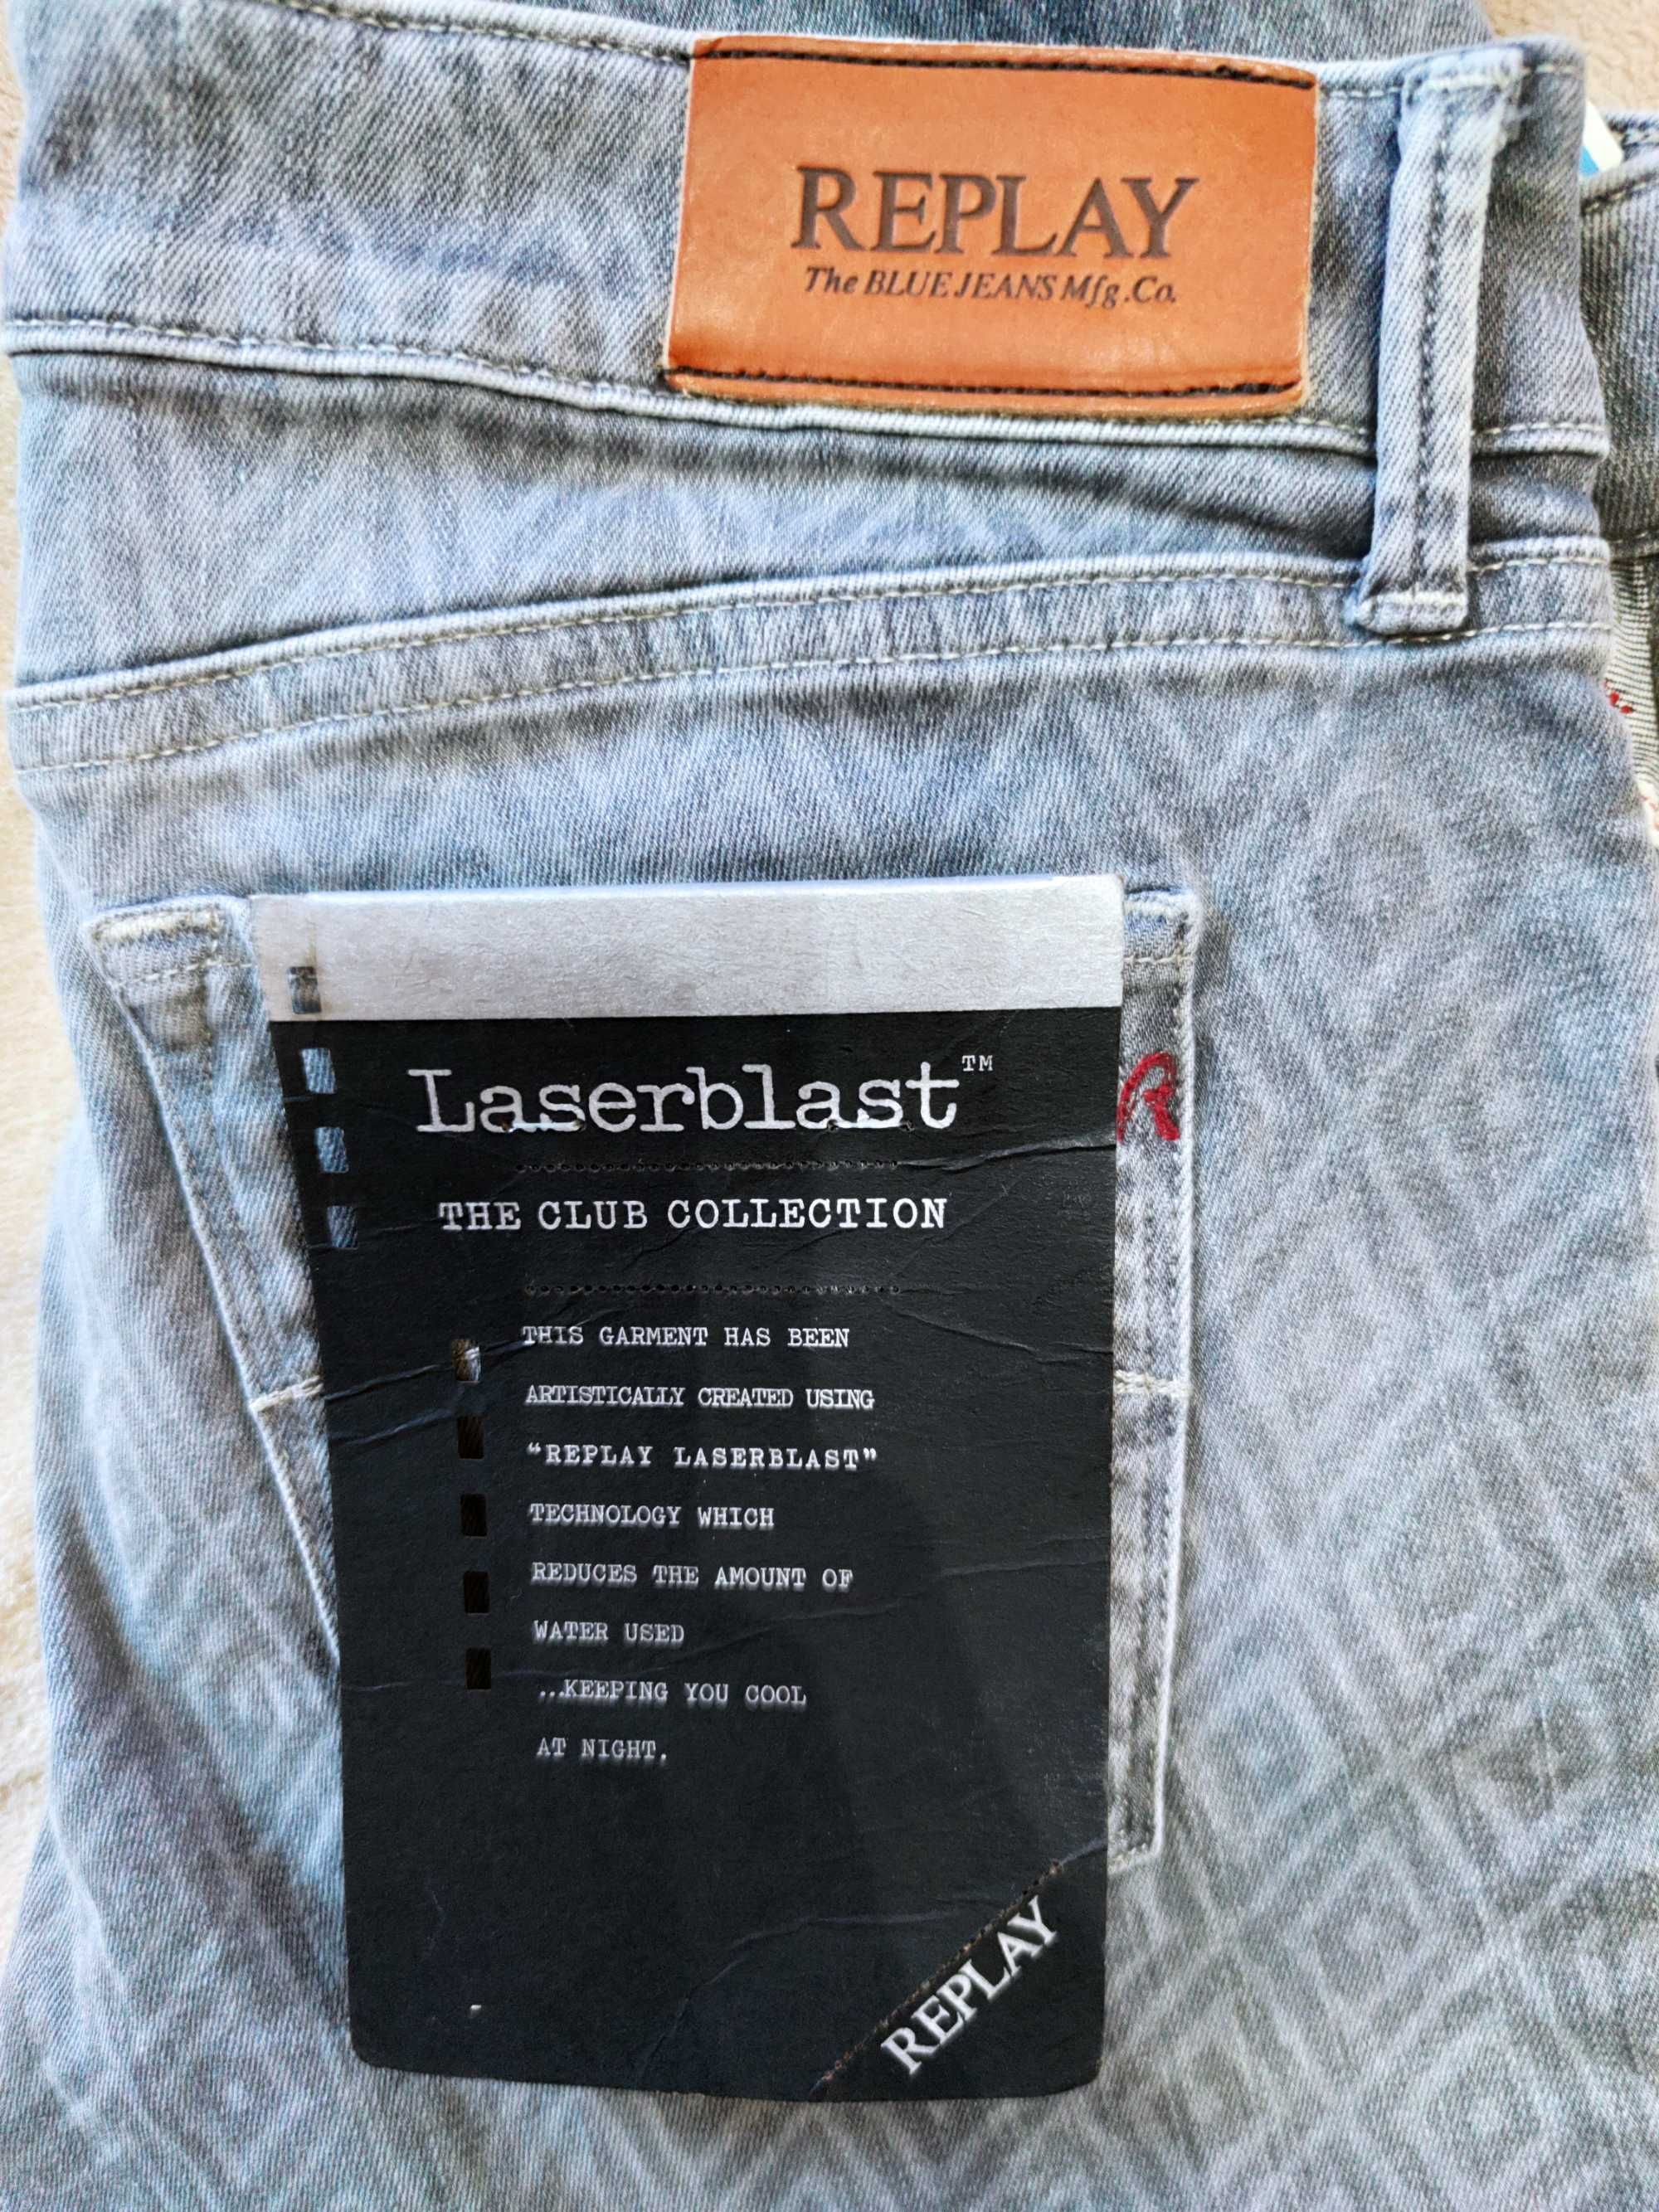 REPLAY
The BLUE JEANS Mfg.Co.
Laserblast™
THE CLUB COLLECTION
THIS GARMENT HAS BEEN
ARTISTICALLY CREATED USING
“REPLAY LASERBLAST”
TECHNOLOGY WHICH
REDUCES THE AMOUNT OF
WATER USED
...KEEPING YOU COOL
AT NIGHT.
R
REPLAY